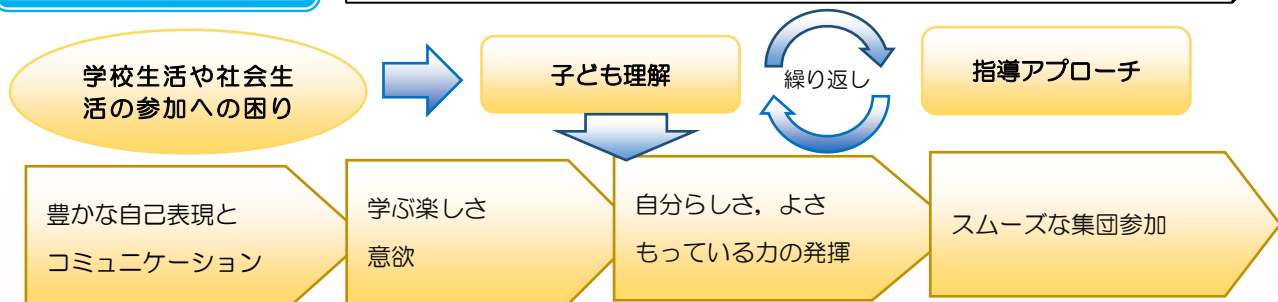 学校生活や社会生
活の参加への困り
子ども理解
繰り返し
指導アプローチ
豊かな自己表現と
コミュニケーション
学ぶ楽しさ
意欲
自分らしさ，よさ
もっている力の発揮
スムーズな集団参加